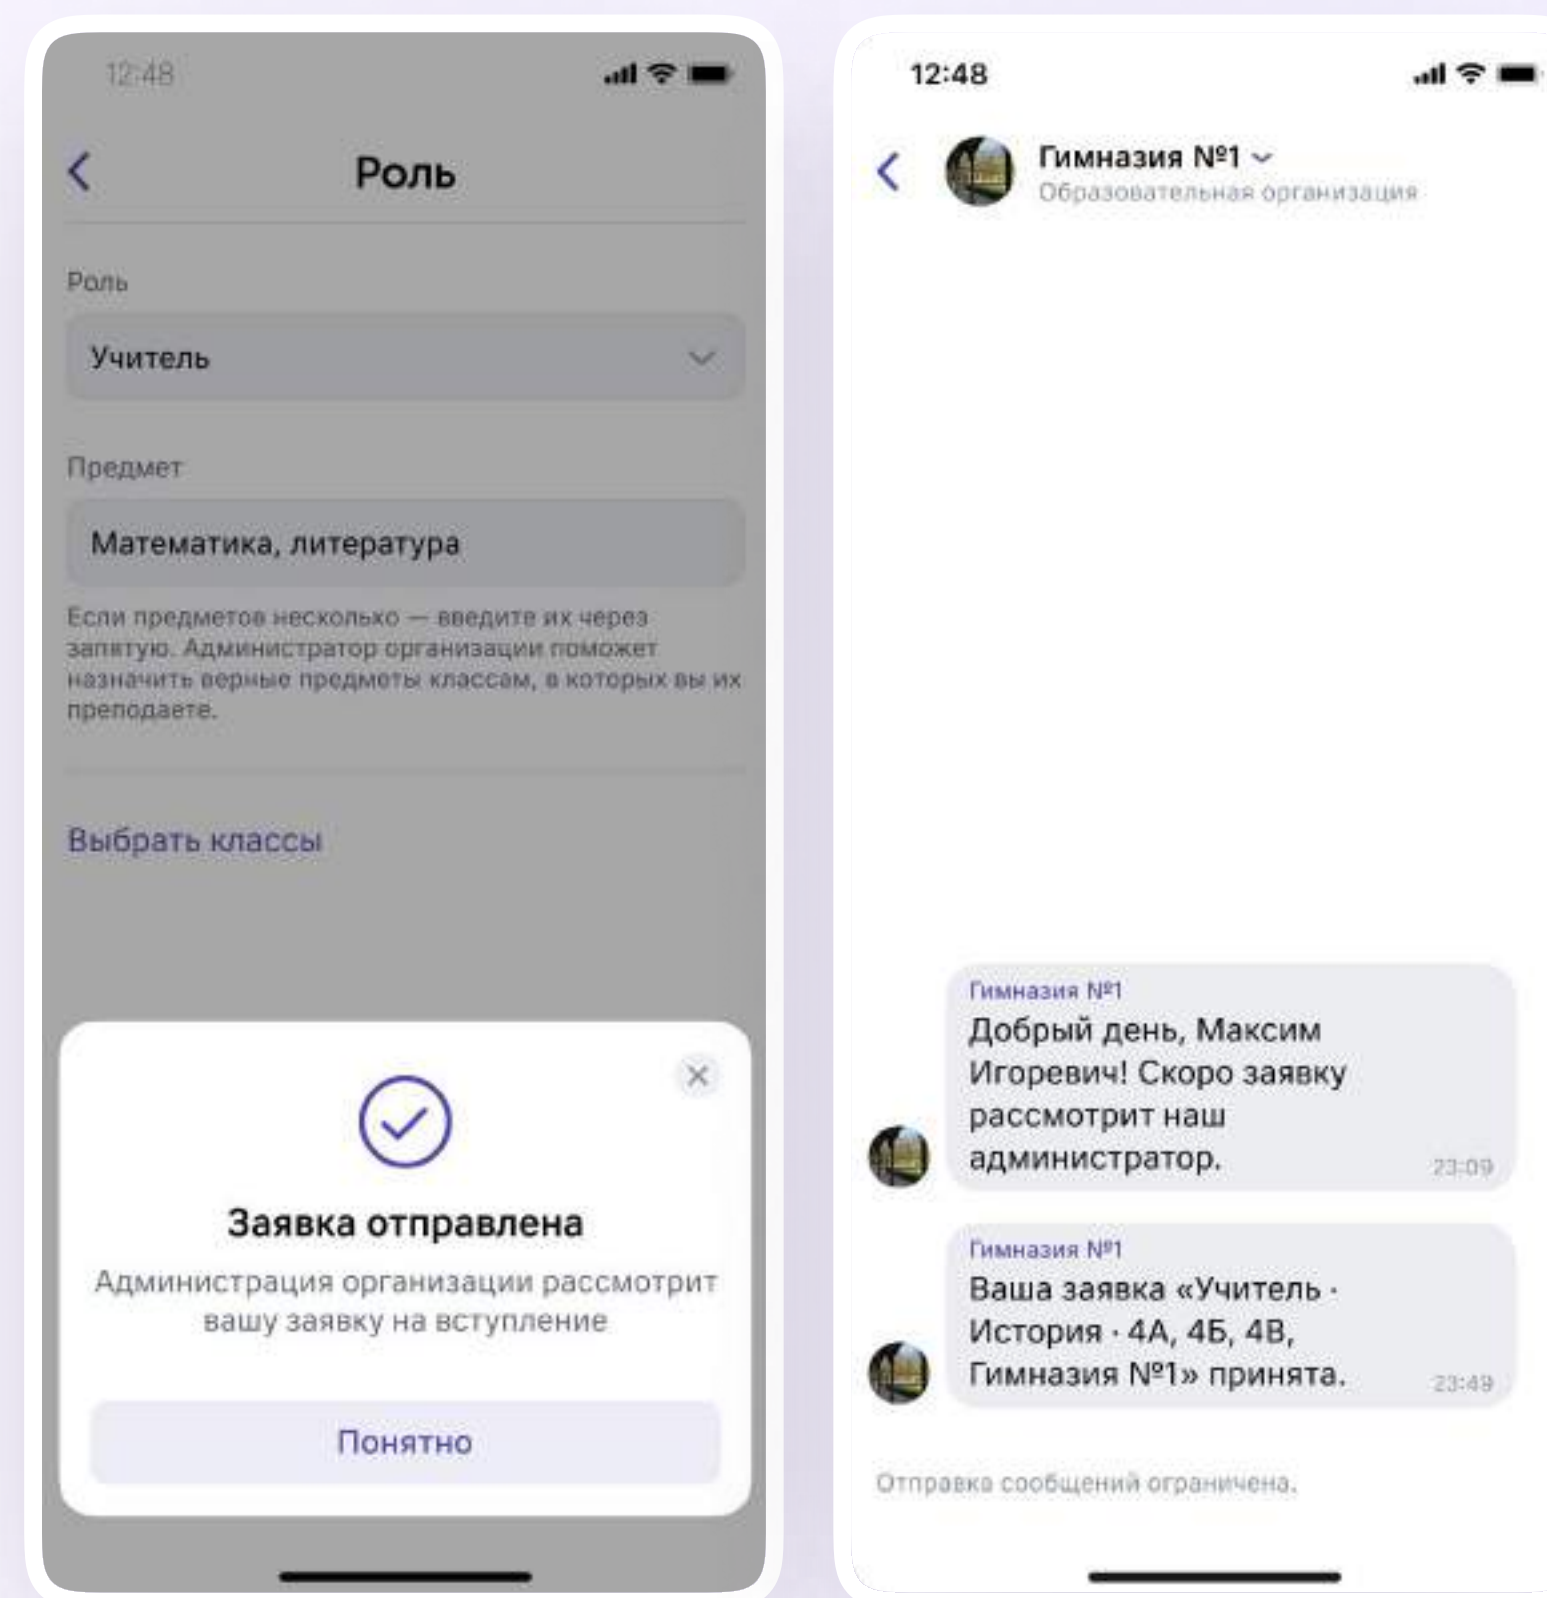 12:48
Роль
Роль
Учитель
Предмет
Математика, литература
Если предметов несколько — введите их через
запятую. Администратор организации поможет
назначить верные предметы классам, в которых вы их
преподаете.
Выбрать классы
Заявка отправлена
Администрация организации рассмотрит
вашу заявку на вступление
Понятно
12:48
Гимназия №1
Образовательная организация
Гимназия №1
Добрый день, Максим
Игоревич! Скоро заявку
рассмотрит наш
администратор.
23:09
Гимназия №1
Ваша заявка «Учитель ·
История · 4А, 4Б, 4В,
Гимназия №1» принята.
23:49
Отправка сообщений ограничена.